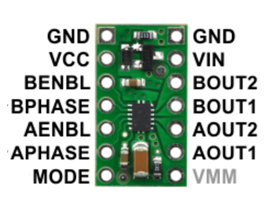 GND GND
VCC VIN
BENBL BOUT2
BPHASE BOUT1
AENBL AOUT2
APHASE AOUT1
MODE VMM